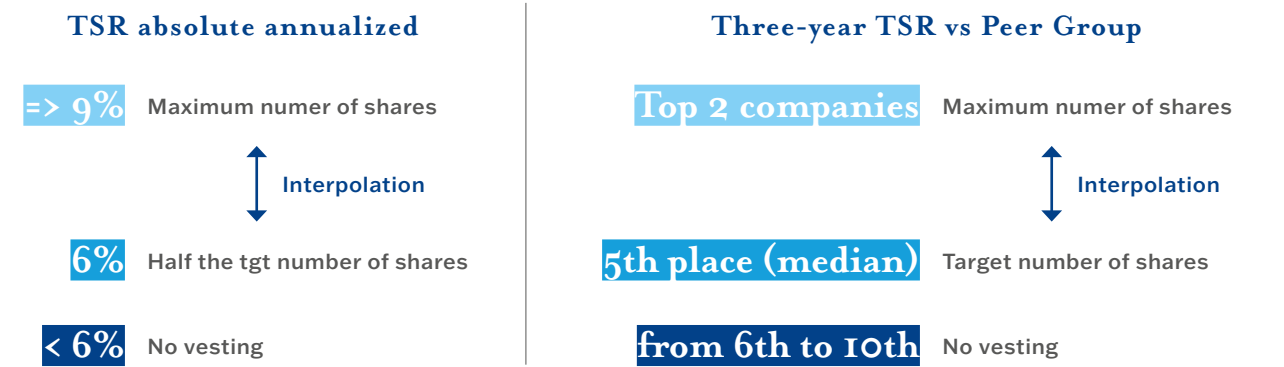 TSR absolute annualized
=> 9% Maximum numer of shares
Interpolation
6% Half the tgt number of shares
< 6% No vesting
Three-year TSR vs Peer Group
Top 2 companies Maximum numer of shares
Interpolation
5th place (median) Target number of shares
from 6th to 10th No vesting